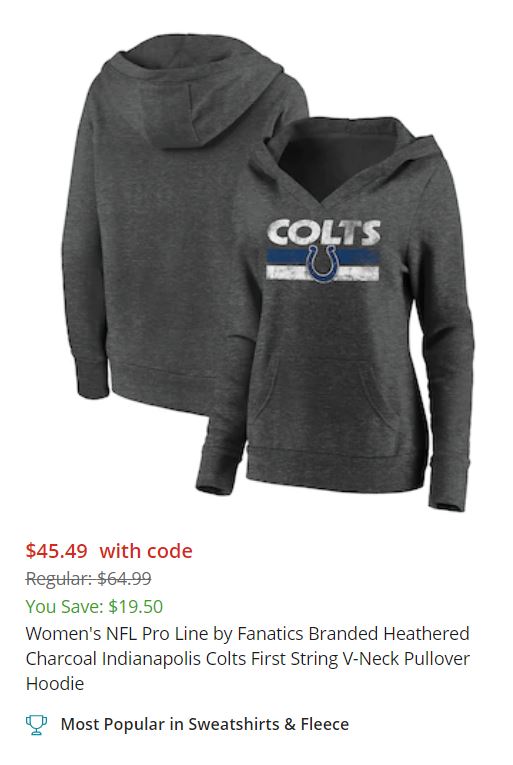 COLTS
$45.49 with code
Regular: $64.99
You Save: $19.50
Women's NFL Pro Line by Fanatics Branded Heathered
Charcoal Indianapolis Colts First String V-Neck Pullover
Hoodie
Most Popular in Sweatshirts & Fleece